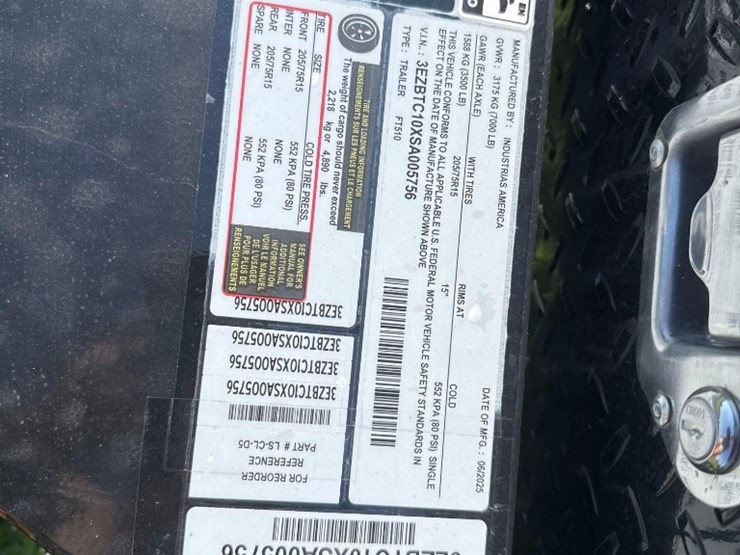 MANUFACTURED BY: INDUSTRIAS AMERICA DATE OF MFG.: 06/2025
GVWR: 3175 KG (7000 LB)
GAWR (EACH AXLE) WITH TIRES RIMS AT COLD
1588 KG (3500 LB) 205/75R15 15" 552 KPA (80 PSI) SINGLE
THIS VEHICLE CONFORMS TO ALL APPLICABLE U.S. FEDERAL MOTOR VEHICLE SAFETY STANDARDS IN
EFFECT ON THE DATE OF MANUFACTURE SHOWN ABOVE
V.I.N.: 3EZBTC10XSA005756
TYPE: TRAILER FT510
TIRE AND LOADING INFORMATION
RENSEIGNEMENTS SUR LES PNEUS ET LE CHARGEMENT
The weight of cargo should never exceed
2,218 kg or 4,890 lbs.
TIRE SIZE COLD TIRE PRESS.
FRONT 205/75R15 552 KPA (80 PSI)
INTER NONE NONE
REAR 205/75R15 552 KPA (80 PSI)
SPARE NONE NONE
SEE OWNER'S
MANUAL FOR
ADDITIONAL
INFORMATION
VOIR LE MANUEL
DE L'USAGER
POUR PLUS DE
RENSEIGNEMENTS
3EZBTC10XSA005756
3EZBTC10XSA005756
3EZBTC10XSA005756
3EZBTC10XSA005756
FOR REORDER
REFERENCE
PART # LS-CL-D5
3EZBTC10XSA005756
EN